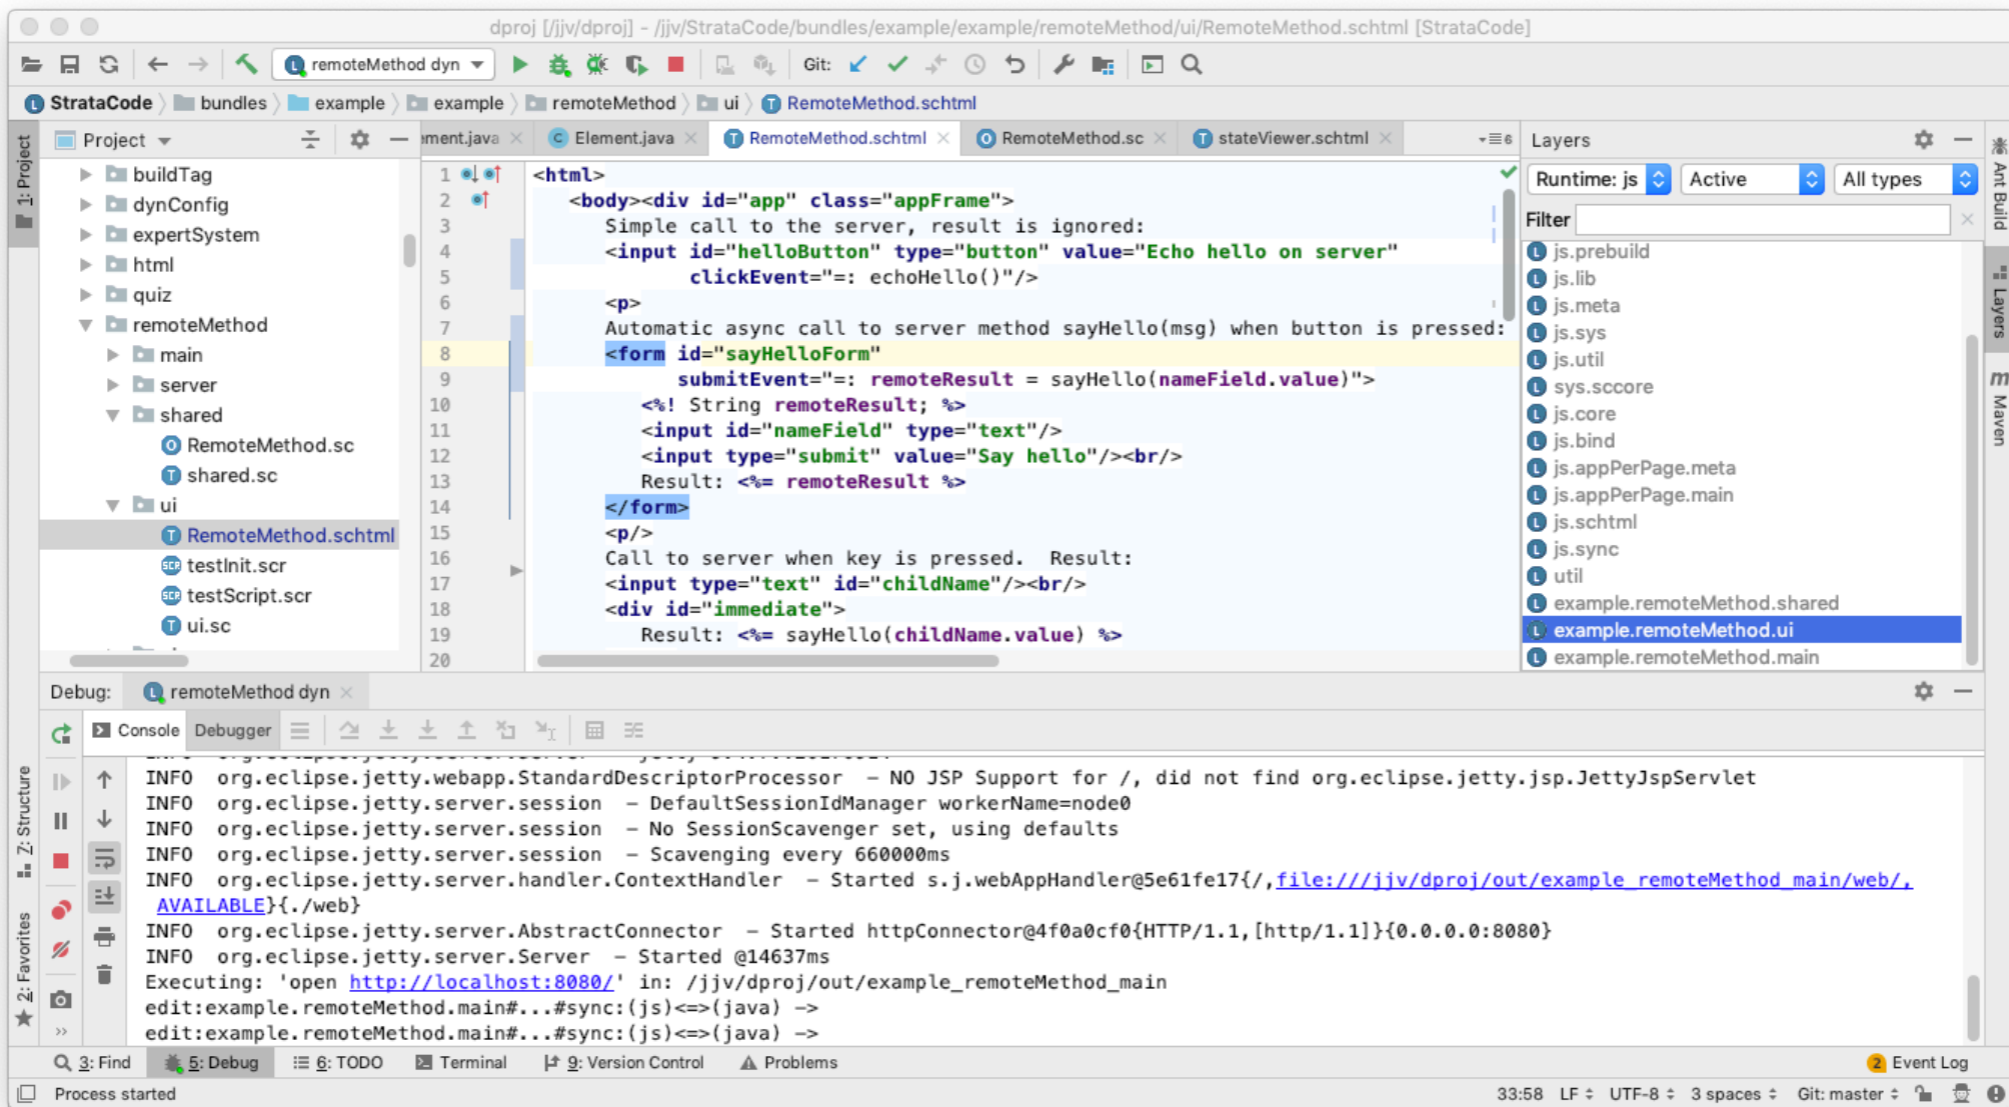 dproj [/jjv/dproj] - /jjv/StrataCode/bundles/example/example/remoteMethod/ui/RemoteMethod.schtml [StrataCode]
remoteMethod dyn
Git:
StrataCode bundles example example remoteMethod ui RemoteMethod.schtml
1: Project
Project
buildTag
dynConfig
expertSystem
html
quiz
remoteMethod
main
server
shared
RemoteMethod.sc
shared.sc
ui
RemoteMethod.schtml
testInit.scr
testScript.scr
ui.sc
ment.java Element.java RemoteMethod.schtml RemoteMethod.sc stateViewer.schtml 6
1 <html>
2 <body><div id="app" class="appFrame">
3 Simple call to the server, result is ignored:
4 <input id="helloButton" type="button" value="Echo hello on server"
5 clickEvent="=: echoHello()"/>
6 <p>
7 Automatic async call to server method sayHello(msg) when button is pressed:
8 <form id="sayHelloForm"
9 submitEvent="=: remoteResult = sayHello(nameField.value)">
10 <%! String remoteResult; %>
11 <input id="nameField" type="text"/>
12 <input type="submit" value="Say hello"/><br/>
13 Result: <%= remoteResult %>
14 </form>
15 <p/>
16 Call to server when key is pressed.  Result:
17 <input type="text" id="childName"/><br/>
18 <div id="immediate">
19 Result: <%= sayHello(childName.value) %>
20
Layers
Runtime: js Active All types
Filter
js.prebuild
js.lib
js.meta
js.sys
js.util
sys.sccore
js.core
js.bind
js.appPerPage.meta
js.appPerPage.main
js.schtml
js.sync
util
example.remoteMethod.shared
example.remoteMethod.ui
example.remoteMethod.main
Ant Build
Layers
Maven
Debug: remoteMethod dyn
Console Debugger
INFO org.eclipse.jetty.webapp.StandardDescriptorProcessor – NO JSP Support for /, did not find org.eclipse.jetty.jsp.JettyJspServlet
INFO org.eclipse.jetty.server.session – DefaultSessionIdManager workerName=node0
INFO org.eclipse.jetty.server.session – No SessionScavenger set, using defaults
INFO org.eclipse.jetty.server.session – Scavenging every 660000ms
INFO org.eclipse.jetty.server.handler.ContextHandler – Started s.j.webAppHandler@5e61fe17{/,file:///jjv/dproj/out/example_remoteMethod_main/web/,
AVAILABLE}{./web}
INFO org.eclipse.jetty.server.AbstractConnector – Started httpConnector@4f0a0cf0{HTTP/1.1,[http/1.1]}{0.0.0.0:8080}
INFO org.eclipse.jetty.server.Server – Started @14637ms
Executing: 'open http://localhost:8080/' in: /jjv/dproj/out/example_remoteMethod_main
edit:example.remoteMethod.main#...#sync:(js)<=>(java) –>
edit:example.remoteMethod.main#...#sync:(js)<=>(java) –>
Z: Structure
2: Favorites
3: Find 5: Debug 6: TODO Terminal 9: Version Control Problems 2 Event Log
Process started 33:58 LF UTF-8 3 spaces Git: master